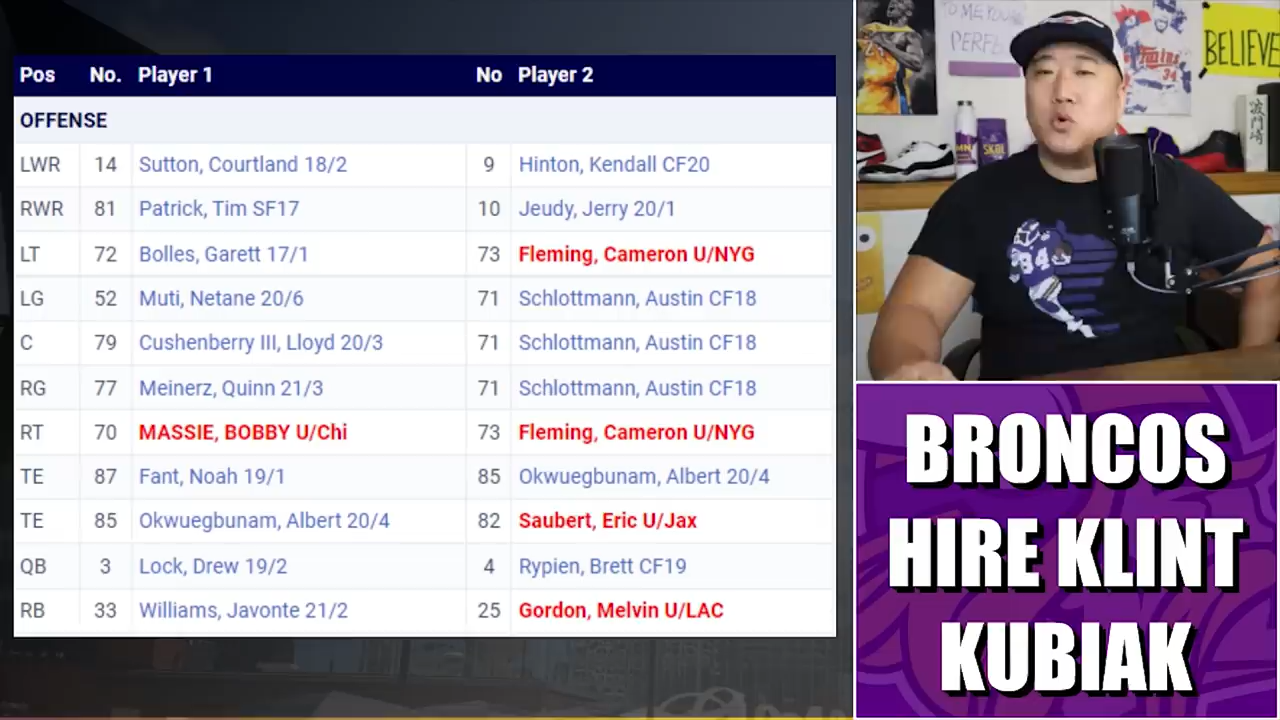 Pos No. Player 1 No Player 2
OFFENSE
LWR 14 Sutton, Courtland 18/2 9 Hinton, Kendall CF20
RWR 81 Patrick, Tim SF17 10 Jeudy, Jerry 20/1
LT 72 Bolles, Garett 17/1 73 Fleming, Cameron U/NYG
LG 52 Muti, Netane 20/6 71 Schlottmann, Austin CF18
C 79 Cushenberry III, Lloyd 20/3 71 Schlottmann, Austin CF18
RG 77 Meinerz, Quinn 21/3 71 Schlottmann, Austin CF18
RT 70 MASSIE, BOBBY U/Chi 73 Fleming, Cameron U/NYG
TE 87 Fant, Noah 19/1 85 Okwuegbunam, Albert 20/4
TE 85 Okwuegbunam, Albert 20/4 82 Saubert, Eric U/Jax
QB 3 Lock, Drew 19/2 4 Rypien, Brett CF19
RB 33 Williams, Javonte 21/2 25 Gordon, Melvin U/LAC
BELIEVE
Twins
34
SKOL
84
BRONCOS
HIRE KLINT
KUBIAK